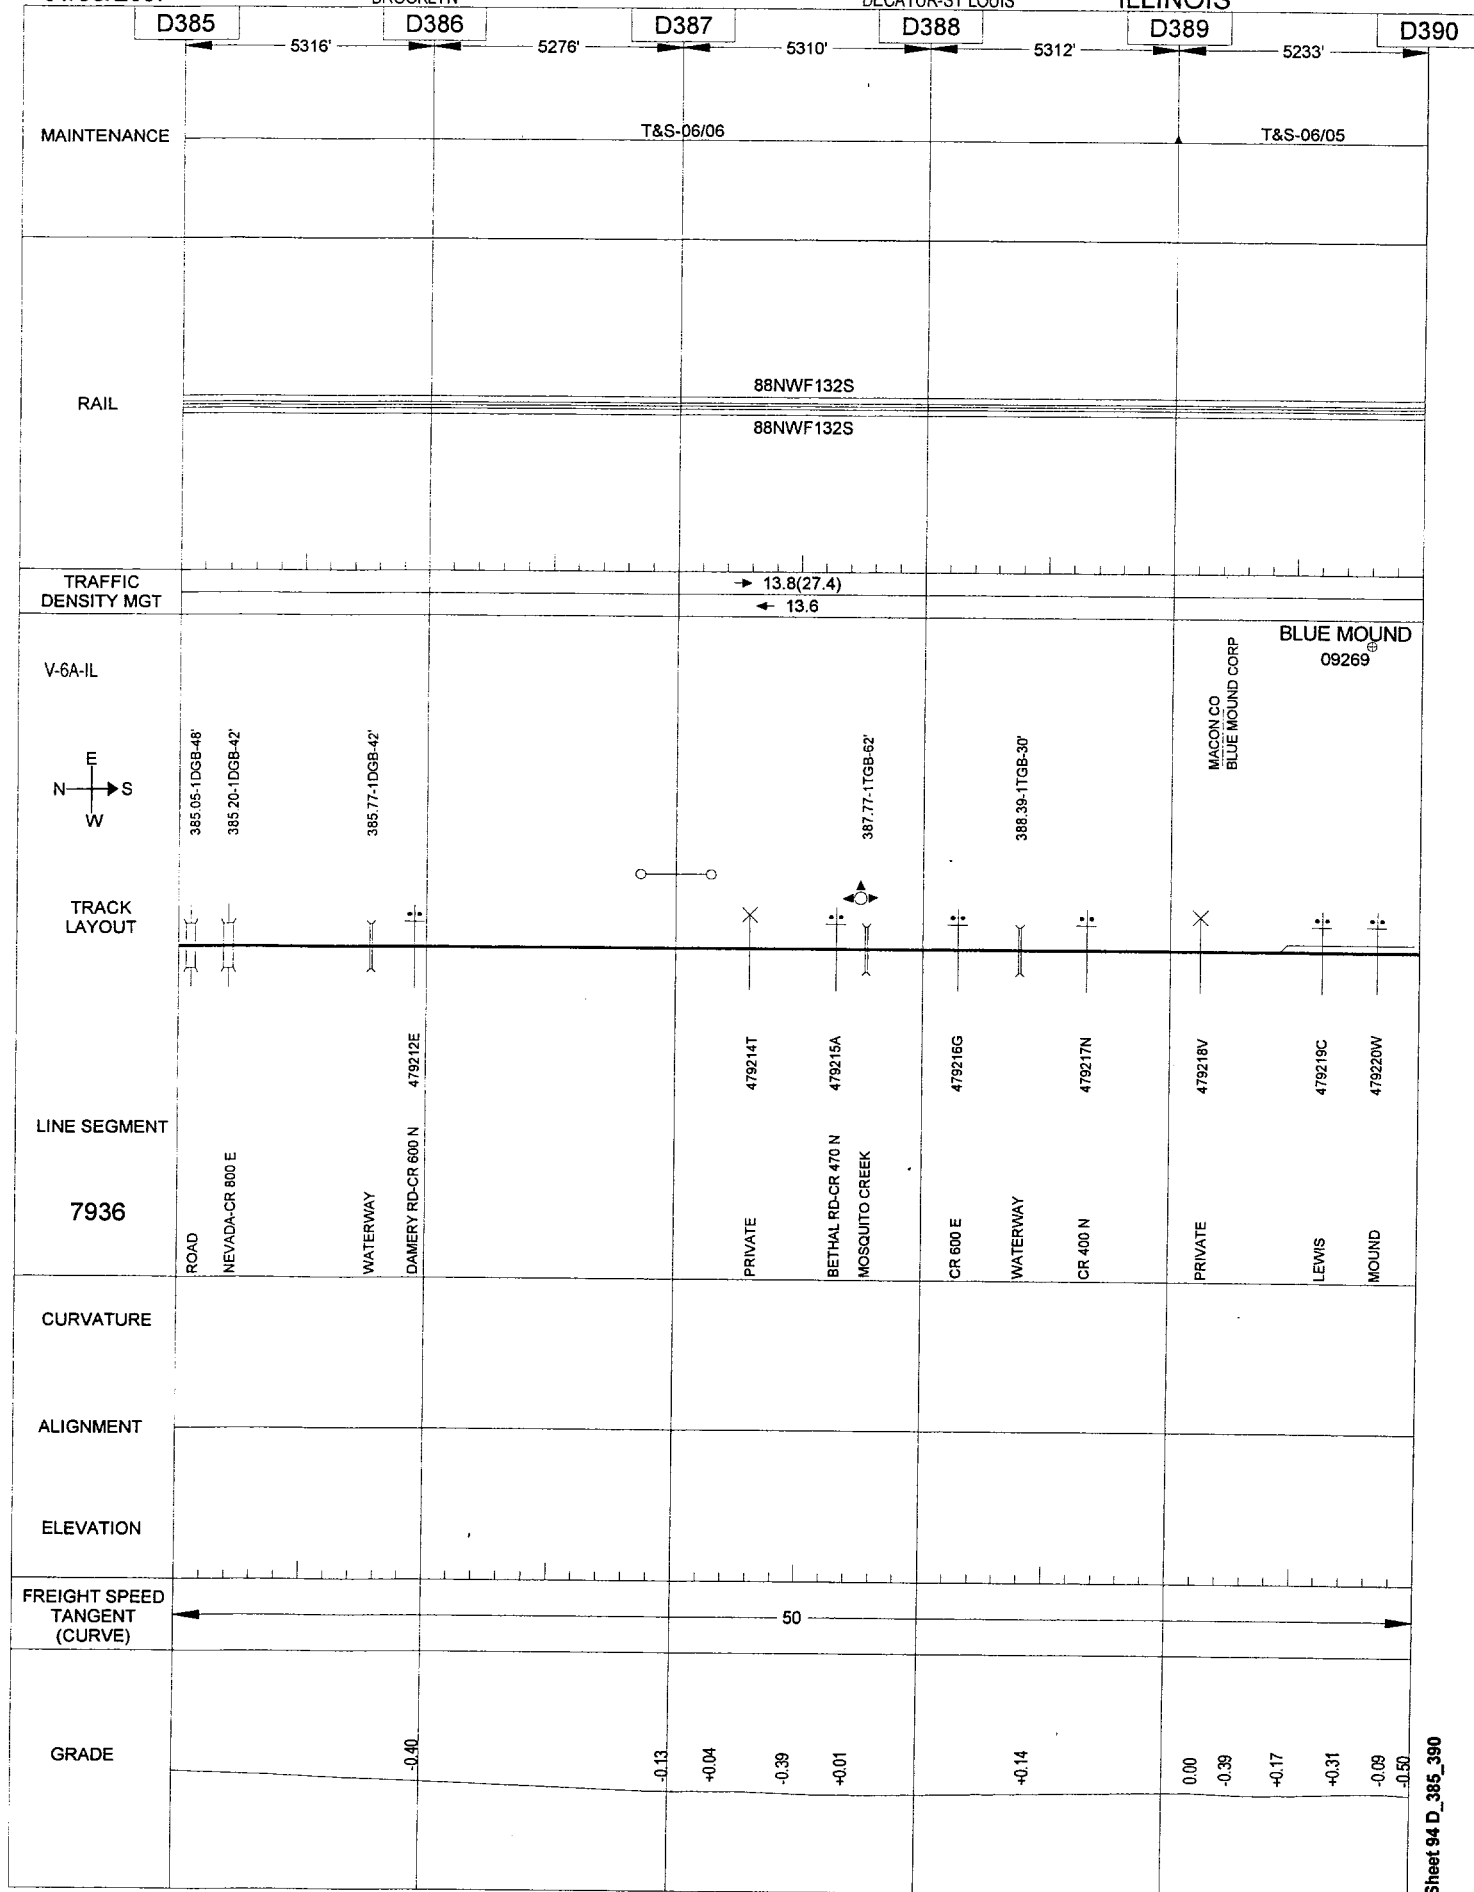 BROOKLYN
DECATUR-ST LOUIS
ILLINOIS
D385
D386
D387
D388
D389
D390
5316'
5276'
5310'
5312'
5233'
MAINTENANCE
T&S-06/06
T&S-06/05
RAIL
88NWF132S
88NWF132S
TRAFFIC
DENSITY MGT
13.8(27.4)
13.6
V-6A-IL
BLUE MOUND
09269
MACON CO
BLUE MOUND CORP
E
N
S
W
385.05-1DGB-48'
385.20-1DGB-42'
385.77-1DGB-42'
387.77-1TGB-62'
388.39-1TGB-30'
TRACK
LAYOUT
479212E
479214T
479215A
479216G
479217N
479218V
479219C
479220W
LINE SEGMENT
7936
ROAD
NEVADA-CR 800 E
WATERWAY
DAMERY RD-CR 600 N
PRIVATE
BETHAL RD-CR 470 N
MOSQUITO CREEK
CR 600 E
WATERWAY
CR 400 N
PRIVATE
LEWIS
MOUND
CURVATURE
ALIGNMENT
ELEVATION
FREIGHT SPEED
TANGENT
(CURVE)
50
GRADE
-0.40
-0.13
+0.04
-0.39
+0.01
+0.14
0.00
-0.39
+0.17
+0.31
-0.09
-0.50
Sheet 94 D_385_390